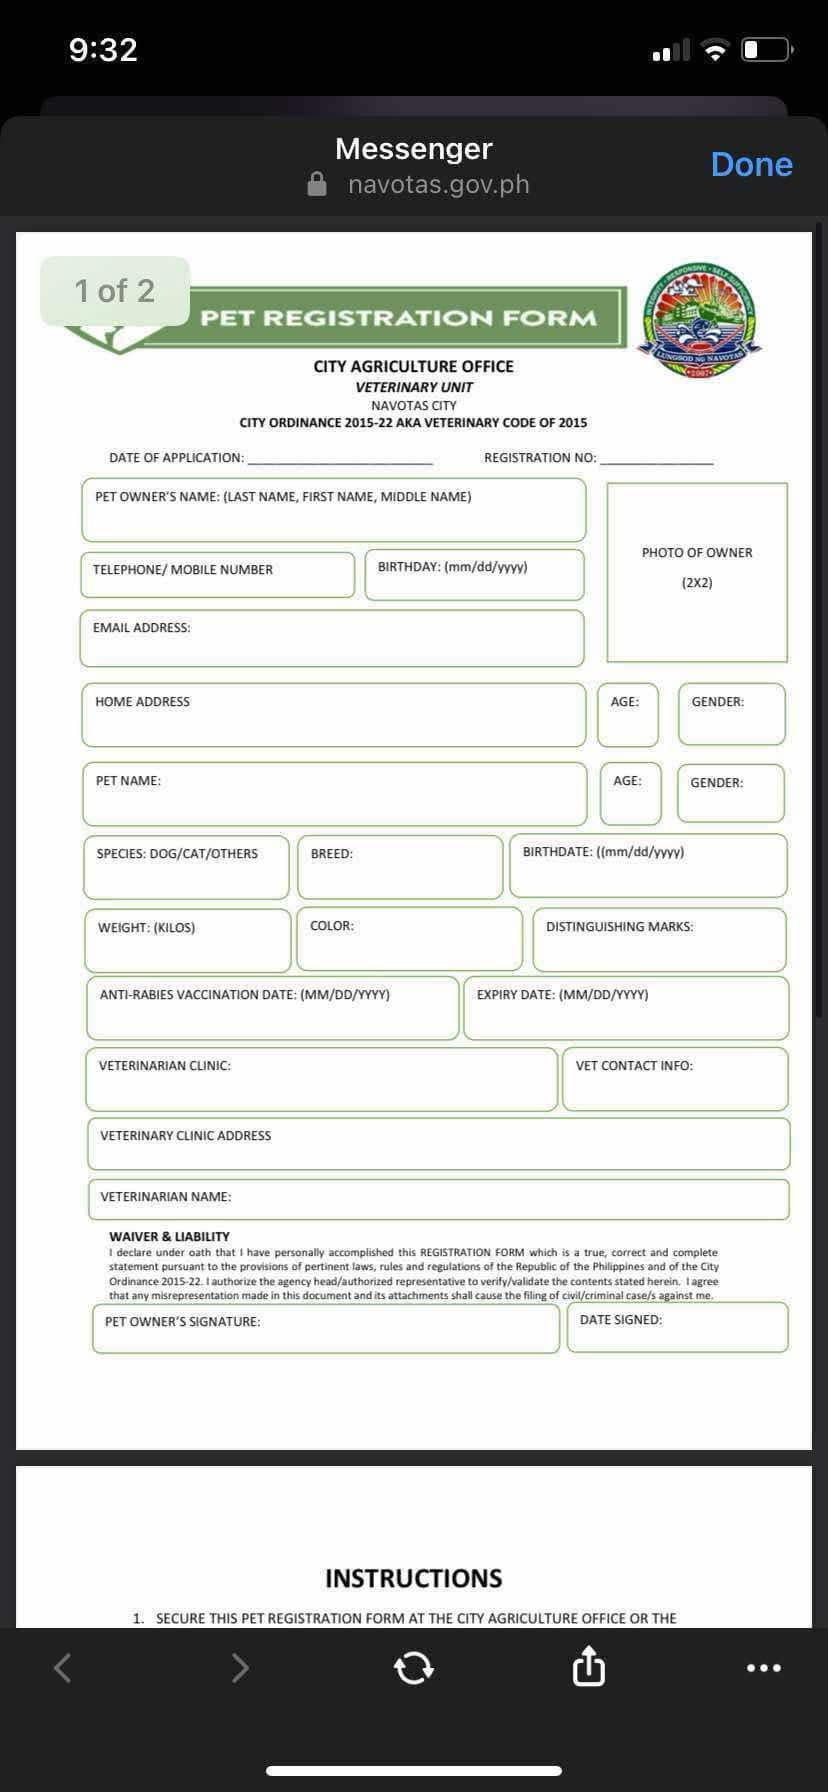 9:32
Messenger
navotas.gov.ph
Done
1 of 2
PET REGISTRATION FORM
INTEGRITY • RESPONSIVE • SELF-SUFFICIENCY
LUNGSOD NG NAVOTAS
2007
CITY AGRICULTURE OFFICE
VETERINARY UNIT
NAVOTAS CITY
CITY ORDINANCE 2015-22 AKA VETERINARY CODE OF 2015
DATE OF APPLICATION: ____________________ REGISTRATION NO: ____________
PET OWNER'S NAME: (LAST NAME, FIRST NAME, MIDDLE NAME)
PHOTO OF OWNER
(2X2)
TELEPHONE/ MOBILE NUMBER BIRTHDAY: (mm/dd/yyyy)
EMAIL ADDRESS:
HOME ADDRESS AGE: GENDER:
PET NAME: AGE: GENDER:
SPECIES: DOG/CAT/OTHERS BREED: BIRTHDATE: ((mm/dd/yyyy)
WEIGHT: (KILOS) COLOR: DISTINGUISHING MARKS:
ANTI-RABIES VACCINATION DATE: (MM/DD/YYYY) EXPIRY DATE: (MM/DD/YYYY)
VETERINARIAN CLINIC: VET CONTACT INFO:
VETERINARY CLINIC ADDRESS
VETERINARIAN NAME:
WAIVER & LIABILITY
I declare under oath that I have personally accomplished this REGISTRATION FORM which is a true, correct and complete
statement pursuant to the provisions of pertinent laws, rules and regulations of the Republic of the Philippines and of the City
Ordinance 2015-22. I authorize the agency head/authorized representative to verify/validate the contents stated herein. I agree
that any misrepresentation made in this document and its attachments shall cause the filing of civil/criminal case/s against me.
PET OWNER'S SIGNATURE: DATE SIGNED:
INSTRUCTIONS
1. SECURE THIS PET REGISTRATION FORM AT THE CITY AGRICULTURE OFFICE OR THE